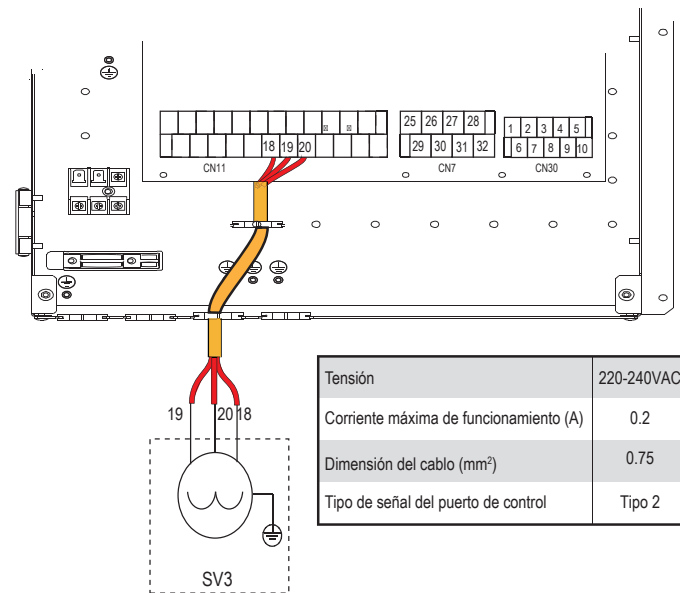 25 26 27 28
1 2 3 4 5
18 19 20
29 30 31 32
6 7 8 9 10
CN11
CN7
CN30
19
20
18
SV3
Tensión 220-240VAC
Corriente máxima de funcionamiento (A) 0.2
Dimensión del cablo (mm²) 0.75
Tipo de señal del puerto de control Tipo 2